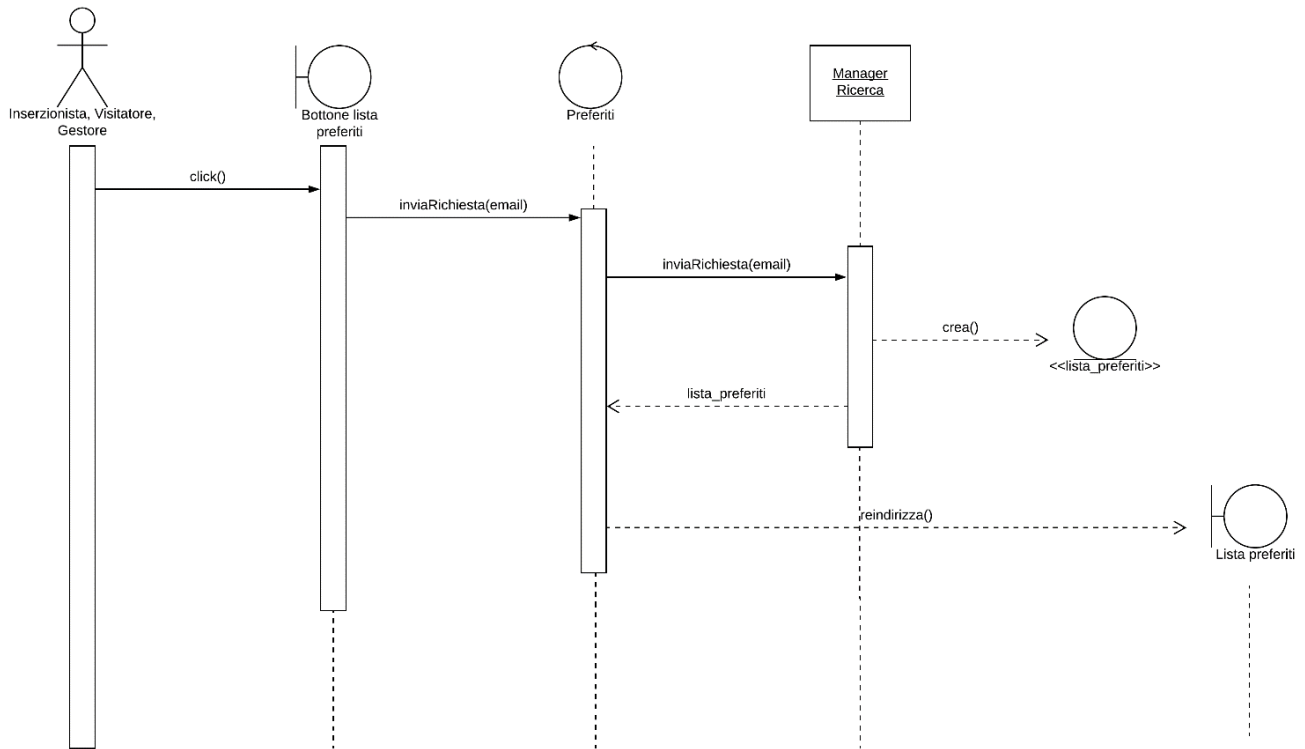 Inserzionista, Visitatore,
Gestore
Bottone lista
preferiti
Preferiti
Manager
Ricerca
click()
inviaRichiesta(email)
inviaRichiesta(email)
crea()
<<lista_preferiti>>
lista_preferiti
reindirizza()
Lista preferiti